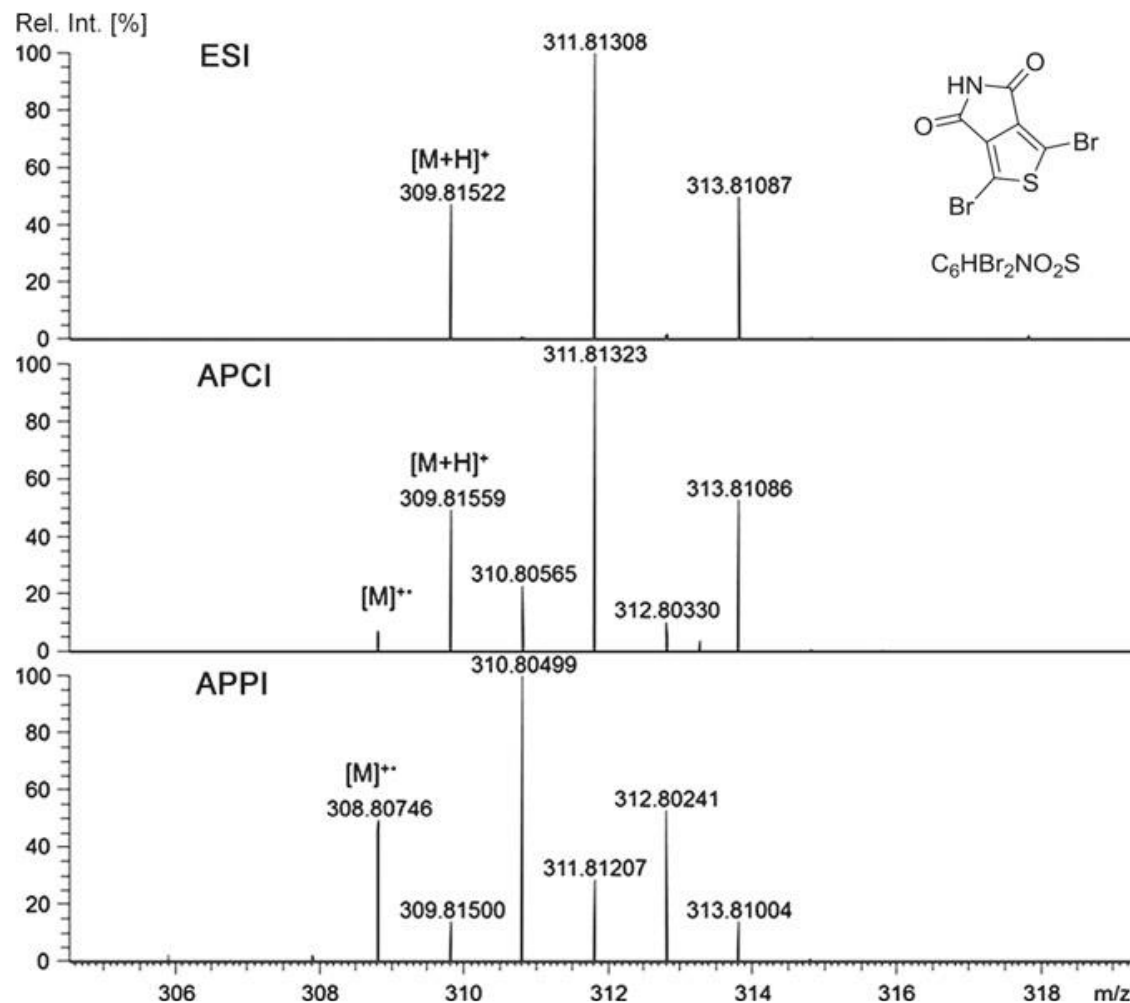 Rel. Int. [%]
ESI
311.81308
[M+H]⁺
309.81522
313.81087
100
80
60
40
20
0
HN
O
O
Br
S
Br
C₆HBr₂NO₂S
APCI
311.81323
[M+H]⁺
309.81559
313.81086
310.80565
[M]⁺•
312.80330
100
80
60
40
20
0
APPI
310.80499
[M]⁺•
308.80746
312.80241
311.81207
309.81500
313.81004
100
80
60
40
20
0
306 308 310 312 314 316 318 m/z